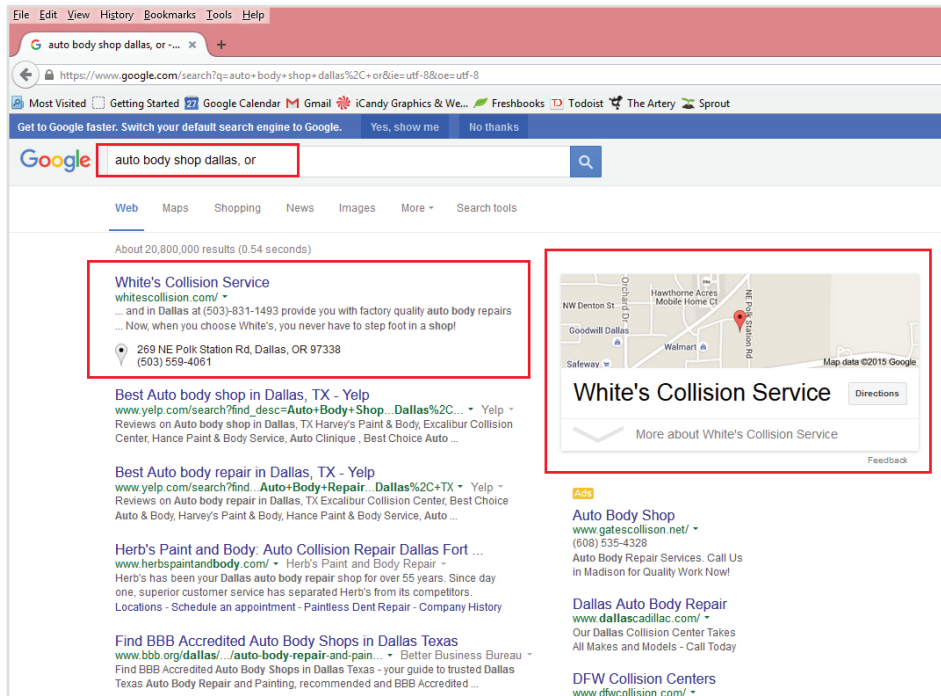 File Edit View History Bookmarks Tools Help
G auto body shop dallas, or -... × +
https://www.google.com/search?q=auto+body+shop+dallas%2C+or&ie=utf-8&oe=utf-8
Most Visited Getting Started 27 Google Calendar Gmail iCandy Graphics & We... Freshbooks Todoist The Artery Sprout
Get to Google faster. Switch your default search engine to Google. Yes, show me No thanks
Google auto body shop dallas, or
Web Maps Shopping News Images More Search tools
About 20,800,000 results (0.54 seconds)
White's Collision Service
whitescollision.com/
... and in Dallas at (503)-831-1493 provide you with factory quality auto body repairs
... Now, when you choose White's, you never have to step foot in a shop!
269 NE Polk Station Rd, Dallas, OR 97338
(503) 559-4061
Best Auto body shop in Dallas, TX - Yelp
www.yelp.com/search?find_desc=Auto+Body+Shop...Dallas%2C... Yelp
Reviews on Auto body shop in Dallas, TX Harvey's Paint & Body, Excalibur Collision
Center, Hance Paint & Body Service, Auto Clinique , Best Choice Auto ...
Best Auto body repair in Dallas, TX - Yelp
www.yelp.com/search?find...Auto+Body+Repair...Dallas%2C+TX Yelp
Reviews on Auto body repair in Dallas, TX Excalibur Collision Center, Best Choice
Auto & Body, Harvey's Paint & Body, Hance Paint & Body Service, Auto ...
Herb's Paint and Body: Auto Collision Repair Dallas Fort ...
www.herbspaintandbody.com/ Herb's Paint and Body Repair
Herb's has been your Dallas auto body repair shop for over 55 years. Since day
one, superior customer service has separated Herb's from its competitors.
Locations - Schedule an appointment - Paintless Dent Repair - Company History
Find BBB Accredited Auto Body Shops in Dallas Texas
www.bbb.org/dallas/.../auto-body-repair-and-pain... Better Business Bureau
Find BBB Accredited Auto Body Shops in Dallas Texas - your guide to trusted Dallas
Texas Auto Body Repair and Painting, recommended and BBB Accredited ...
Orchard Dr
Hawthorne Acres
Mobile Home Ct
NE Polk Station Rd
NW Denton St
Goodwill Dallas
Walmart
Safeway
Map data ©2015 Google
White's Collision Service Directions
More about White's Collision Service
Feedback
Ads
Auto Body Shop
www.gatescollison.net/
(608) 535-4328
Auto Body Repair Services. Call Us
in Madison for Quality Work Now!
Dallas Auto Body Repair
www.dallascadillac.com/
Our Dallas Collision Center Takes
All Makes and Models - Call Today
DFW Collision Centers
www.dfwcollision.com/